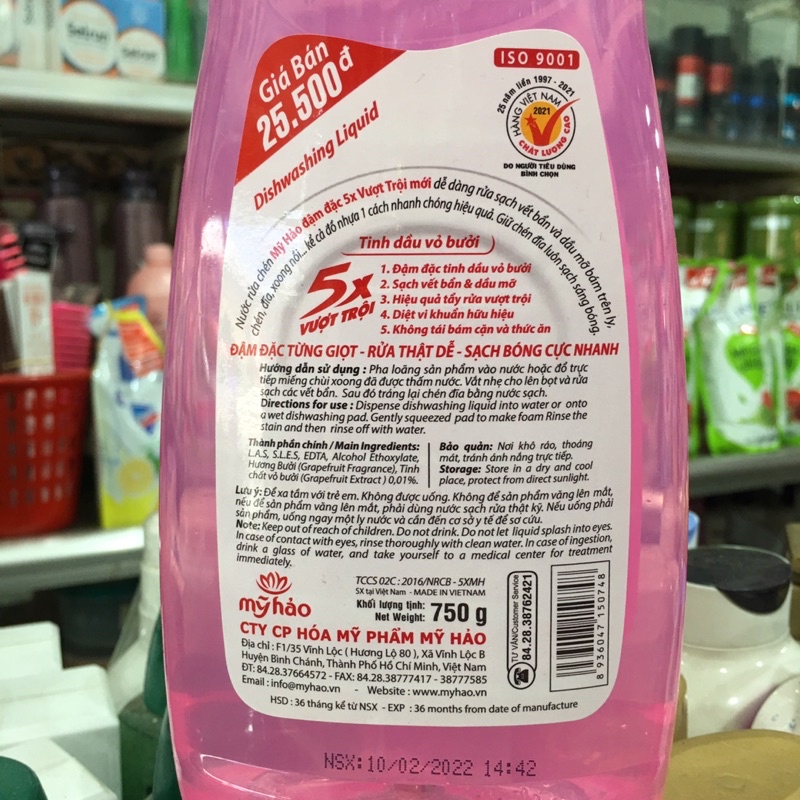 Giá Bán
25.500đ
Dishwashing Liquid
ISO 9001
25 năm liền 1997 - 2021
HÀNG VIỆT NAM
2021
CHẤT LƯỢNG CAO
DO NGƯỜI TIÊU DÙNG
BÌNH CHỌN
Nước rửa chén Mỹ Hảo đậm đặc 5x Vượt Trội mới dễ dàng rửa sạch vết bẩn và dầu mỡ bám trên ly,
chén, đĩa, xoong nồi... kể cả đồ nhựa 1 cách nhanh chóng hiệu quả. Giữ chén đĩa luôn sạch sáng bóng.
Tinh dầu vỏ bưởi
5X
VƯỢT TRỘI
1. Đậm đặc tinh dầu vỏ bưởi
2. Sạch vết bẩn & dầu mỡ
3. Hiệu quả tẩy rửa vượt trội
4. Diệt vi khuẩn hữu hiệu
5. Không tái bám cặn và thức ăn
ĐẬM ĐẶC TỪNG GIỌT - RỬA THẬT DỄ - SẠCH BÓNG CỰC NHANH
Hướng dẫn sử dụng : Pha loãng sản phẩm vào nước hoặc đổ trực
tiếp miếng chùi xoong đã được thấm nước. Vắt nhẹ cho lên bọt và rửa
sạch các vết bẩn. Sau đó tráng lại chén đĩa bằng nước sạch.
Directions for use : Dispense dishwashing liquid into water or onto
a wet dishwashing pad. Gently squeezed pad to make foam Rinse the
stain and then rinse off with water.
Thành phần chính / Main Ingredients:
L.A.S, S.L.E.S, EDTA, Alcohol Ethoxylate,
Hương Bưởi (Grapefruit Fragrance), Tinh
chất vỏ bưởi (Grapefruit Extract ) 0,01%.
Bảo quản: Nơi khô ráo, thoáng
mát, tránh ánh nắng trực tiếp.
Storage: Store in a dry and cool
place, protect from direct sunlight.
Lưu ý: Để xa tầm với trẻ em. Không được uống. Không để sản phẩm vàng lên mắt,
nếu để sản phẩm vàng lên mắt, phải dùng nước sạch rửa thật kỹ. Nếu uống phải
sản phẩm, uống ngay một ly nước và cần đến cơ sở y tế để sơ cứu.
Note: Keep out of reach of children. Do not drink. Do not let liquid splash into eyes.
In case of contact with eyes, rinse thoroughly with clean water. In case of ingestion,
drink a glass of water, and take yourself to a medical center for treatment
immediately.
mỹ hảo
TCCS 02C : 2016/NRCB - 5XMH
SX tại Việt Nam - MADE IN VIETNAM
Khối lượng tịnh:
Net Weight: 750 g
CTY CP HÓA MỸ PHẨM MỸ HẢO
Địa chỉ : F1/35 Vĩnh Lộc ( Hương Lộ 80 ), Xã Vĩnh Lộc B
Huyện Bình Chánh, Thành Phố Hồ Chí Minh, Việt Nam
ĐT: 84.28.37664572 - FAX: 84.28.38777417 - 38777585
Email : info@myhao.vn - Website : www.myhao.vn
TƯ VẤN/Customer Service
84.28.38762421
8 936047 150748
HSD : 36 tháng kể từ NSX - EXP : 36 months from date of manufacture
NSX: 10/02/2022 14:42